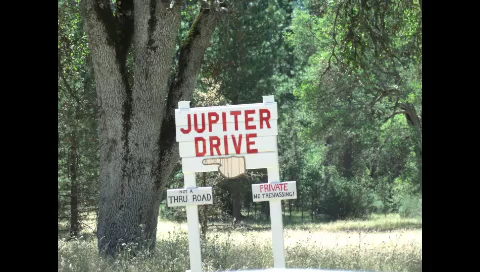 JUPITER
DRIVE
NOT A
THRU ROAD
PRIVATE
NO TRESPASSING!